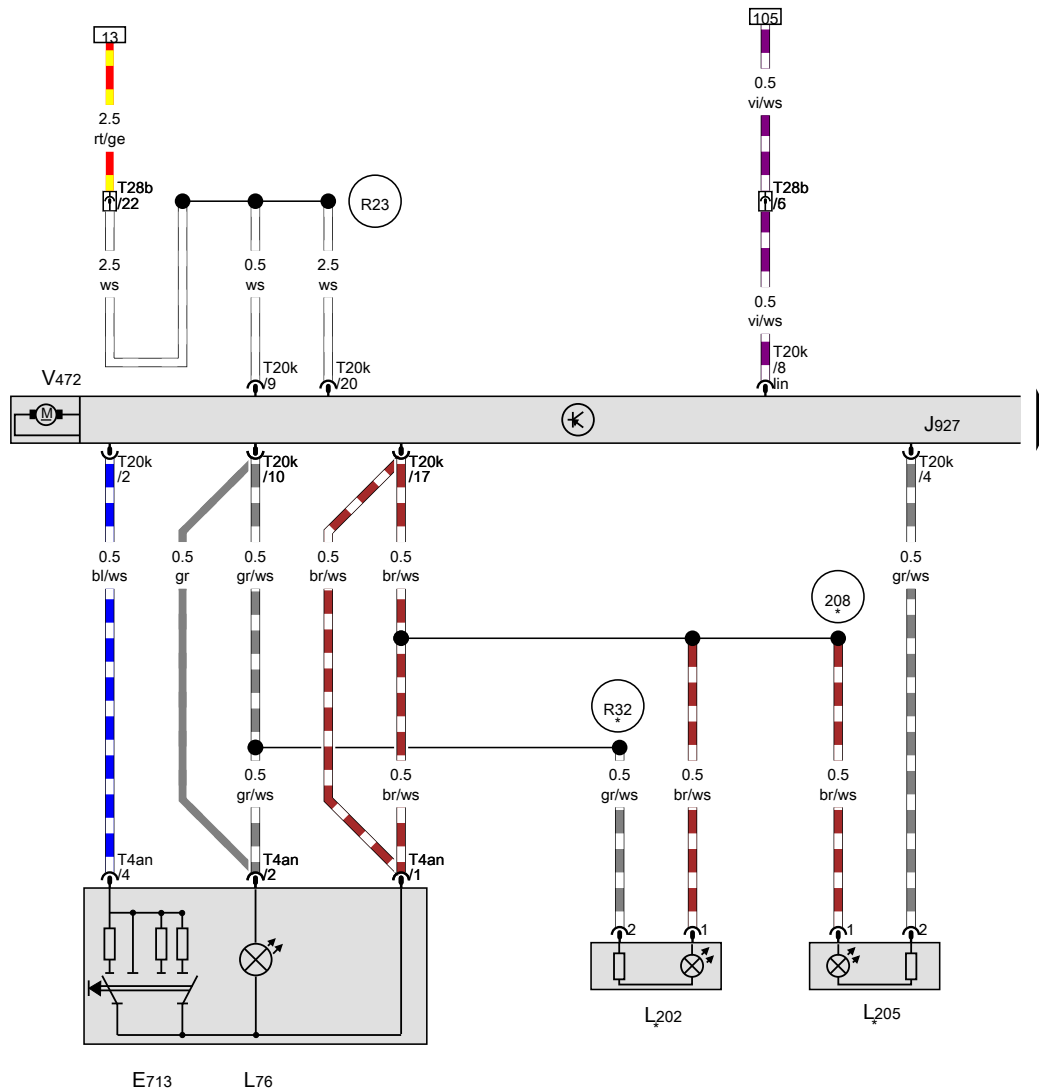 13
105
0.5
vi/ws
2.5
rt/ge
T28b
/22
T28b
/6
R23
2.5
ws
0.5
ws
2.5
ws
0.5
vi/ws
T20k
/9
T20k
/20
T20k
/8
lin
V472
M
J927
T20k
/2
T20k
/10
T20k
/17
T20k
/4
0.5
bl/ws
0.5
gr
0.5
gr/ws
0.5
br/ws
0.5
br/ws
0.5
gr/ws
208
*
R32
*
0.5
gr/ws
0.5
br/ws
0.5
gr/ws
0.5
br/ws
0.5
br/ws
T4an
/4
T4an
/2
T4an
/1
2
1
1
2
L202
*
L205
*
E713
L76